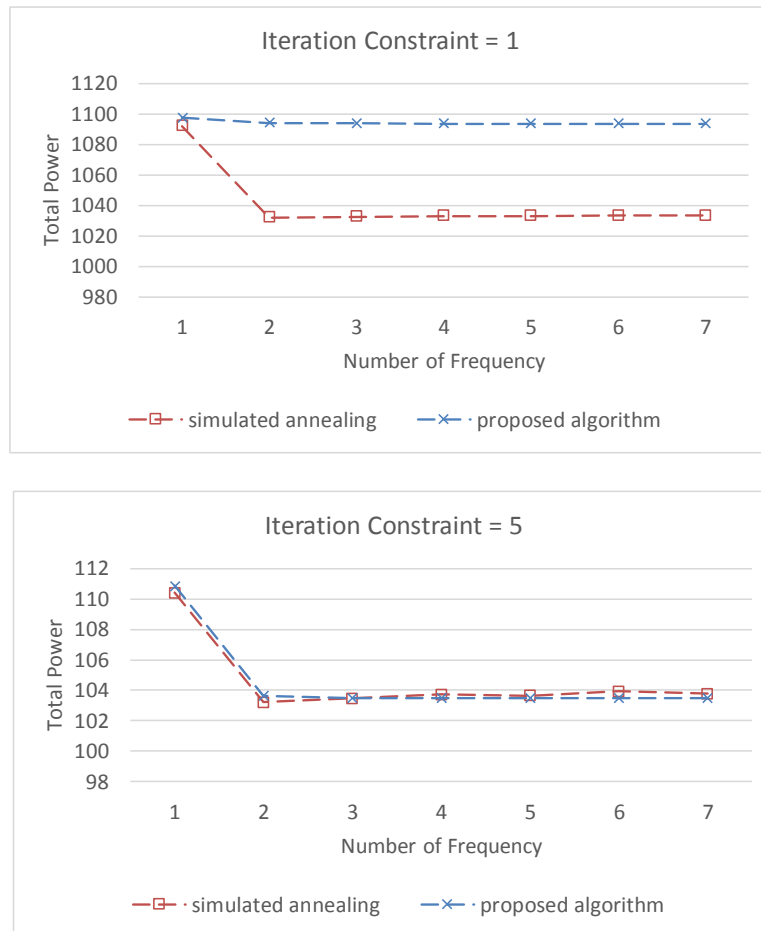 Iteration Constraint = 1
1120
1100
1080
1060
1040
1020
1000
980
Total Power
1 2 3 4 5 6 7
Number of Frequency
simulated annealing proposed algorithm
Iteration Constraint = 5
112
110
108
106
104
102
100
98
Total Power
1 2 3 4 5 6 7
Number of Frequency
simulated annealing proposed algorithm